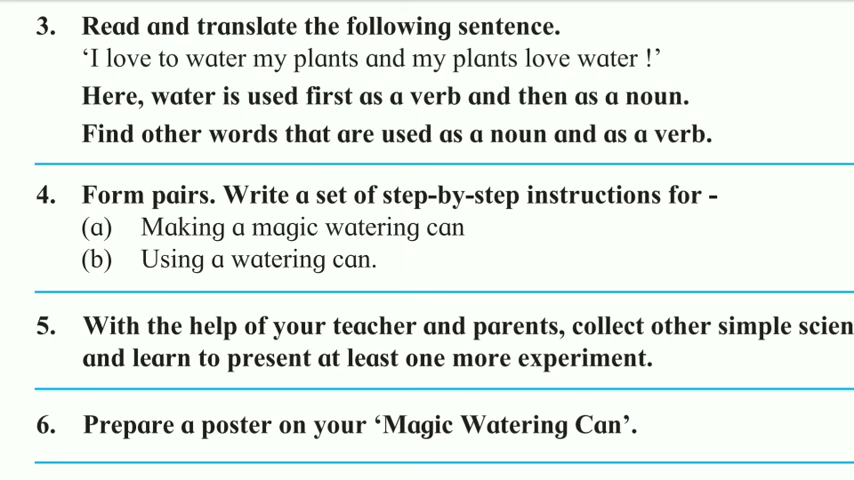 3. Read and translate the following sentence.
‘I love to water my plants and my plants love water !’
Here, water is used first as a verb and then as a noun.
Find other words that are used as a noun and as a verb.
4. Form pairs. Write a set of step-by-step instructions for -
(a) Making a magic watering can
(b) Using a watering can.
5. With the help of your teacher and parents, collect other simple scien
and learn to present at least one more experiment.
6. Prepare a poster on your ‘Magic Watering Can’.